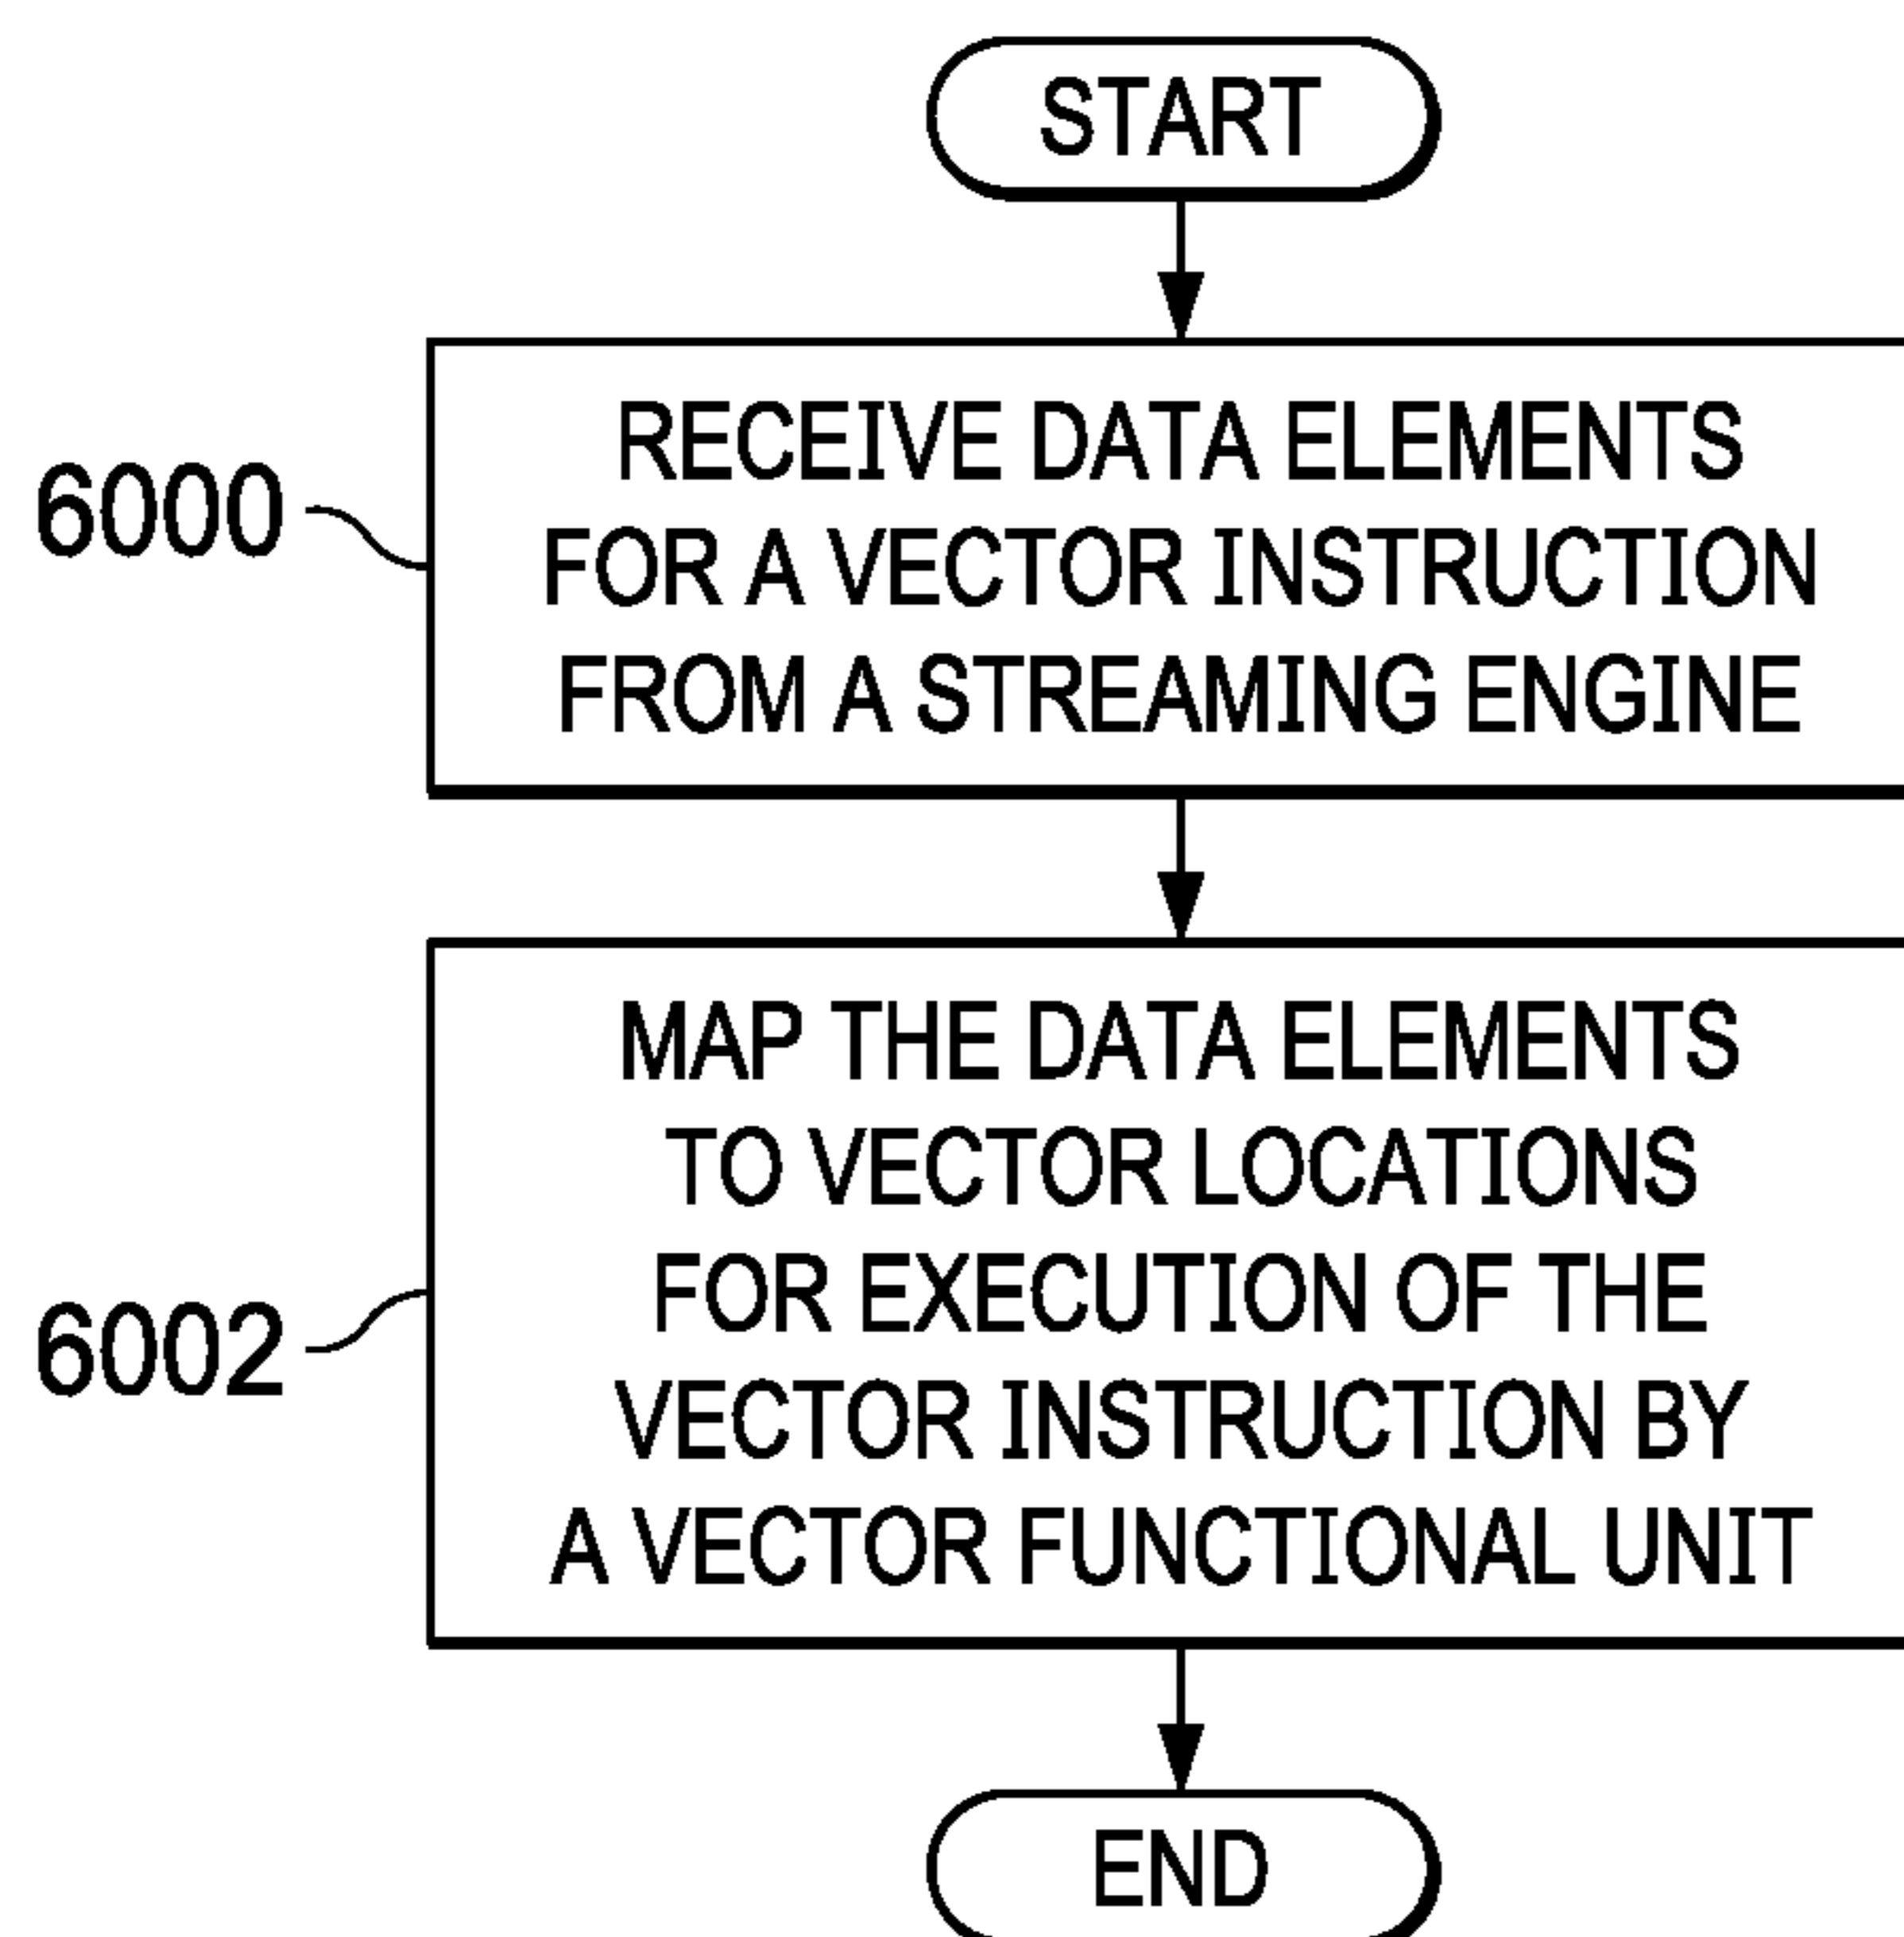 START
RECEIVE DATA ELEMENTS
FOR A VECTOR INSTRUCTION
FROM A STREAMING ENGINE
6000
MAP THE DATA ELEMENTS
TO VECTOR LOCATIONS
FOR EXECUTION OF THE
VECTOR INSTRUCTION BY
A VECTOR FUNCTIONAL UNIT
6002
END